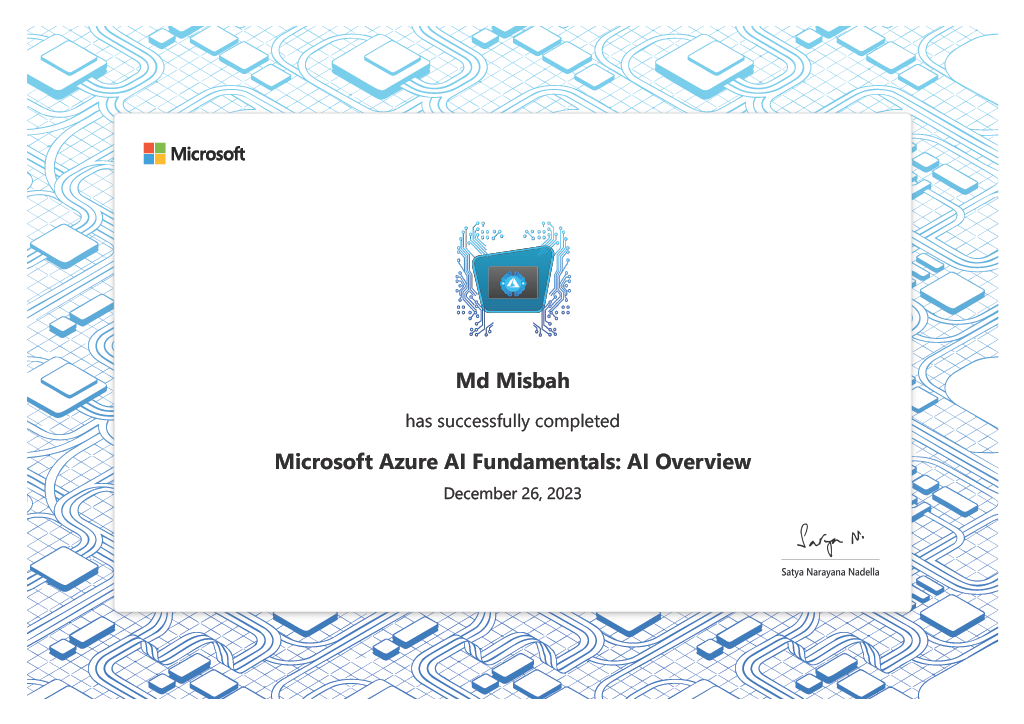 Microsoft
Md Misbah
has successfully completed
Microsoft Azure AI Fundamentals: AI Overview
December 26, 2023
Satya N.
Satya Narayana Nadella